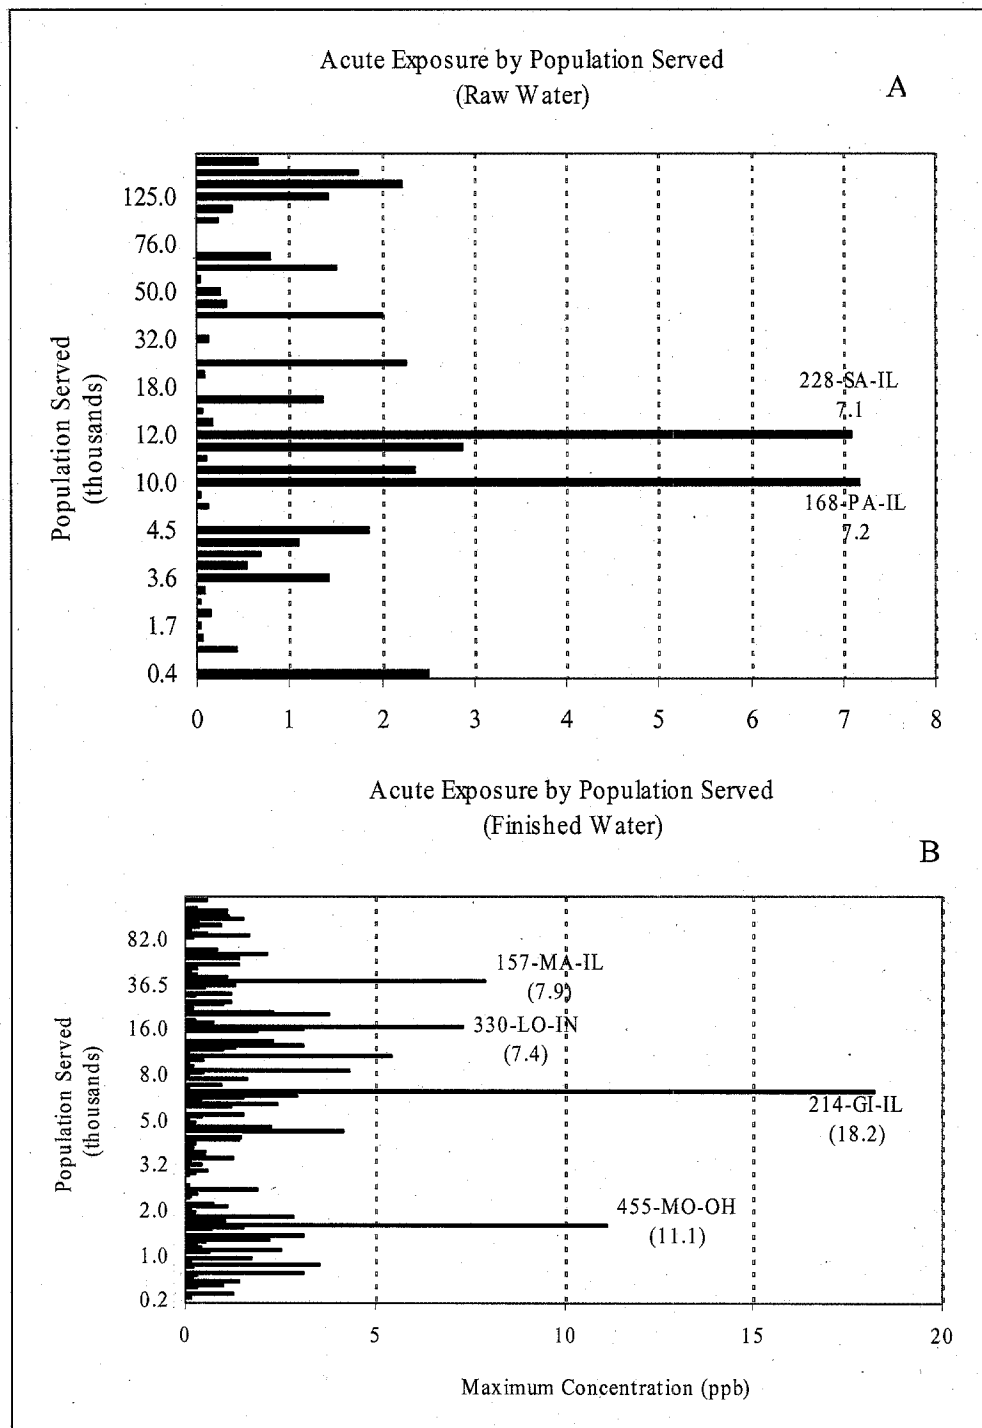 Acute Exposure by Population Served
(Raw Water)
A
125.0
76.0
50.0
32.0
18.0
12.0
10.0
4.5
3.6
1.7
0.4
Population Served
(thousands)
228-SA-IL
7.1
168-PA-IL
7.2
0 1 2 3 4 5 6 7 8
Acute Exposure by Population Served
(Finished Water)
B
82.0
36.5
16.0
8.0
5.0
3.2
2.0
1.0
0.2
Population Served
(thousands)
157-MA-IL
(7.9)
330-LO-IN
(7.4)
214-GI-IL
(18.2)
455-MO-OH
(11.1)
0 5 10 15 20
Maximum Concentration (ppb)